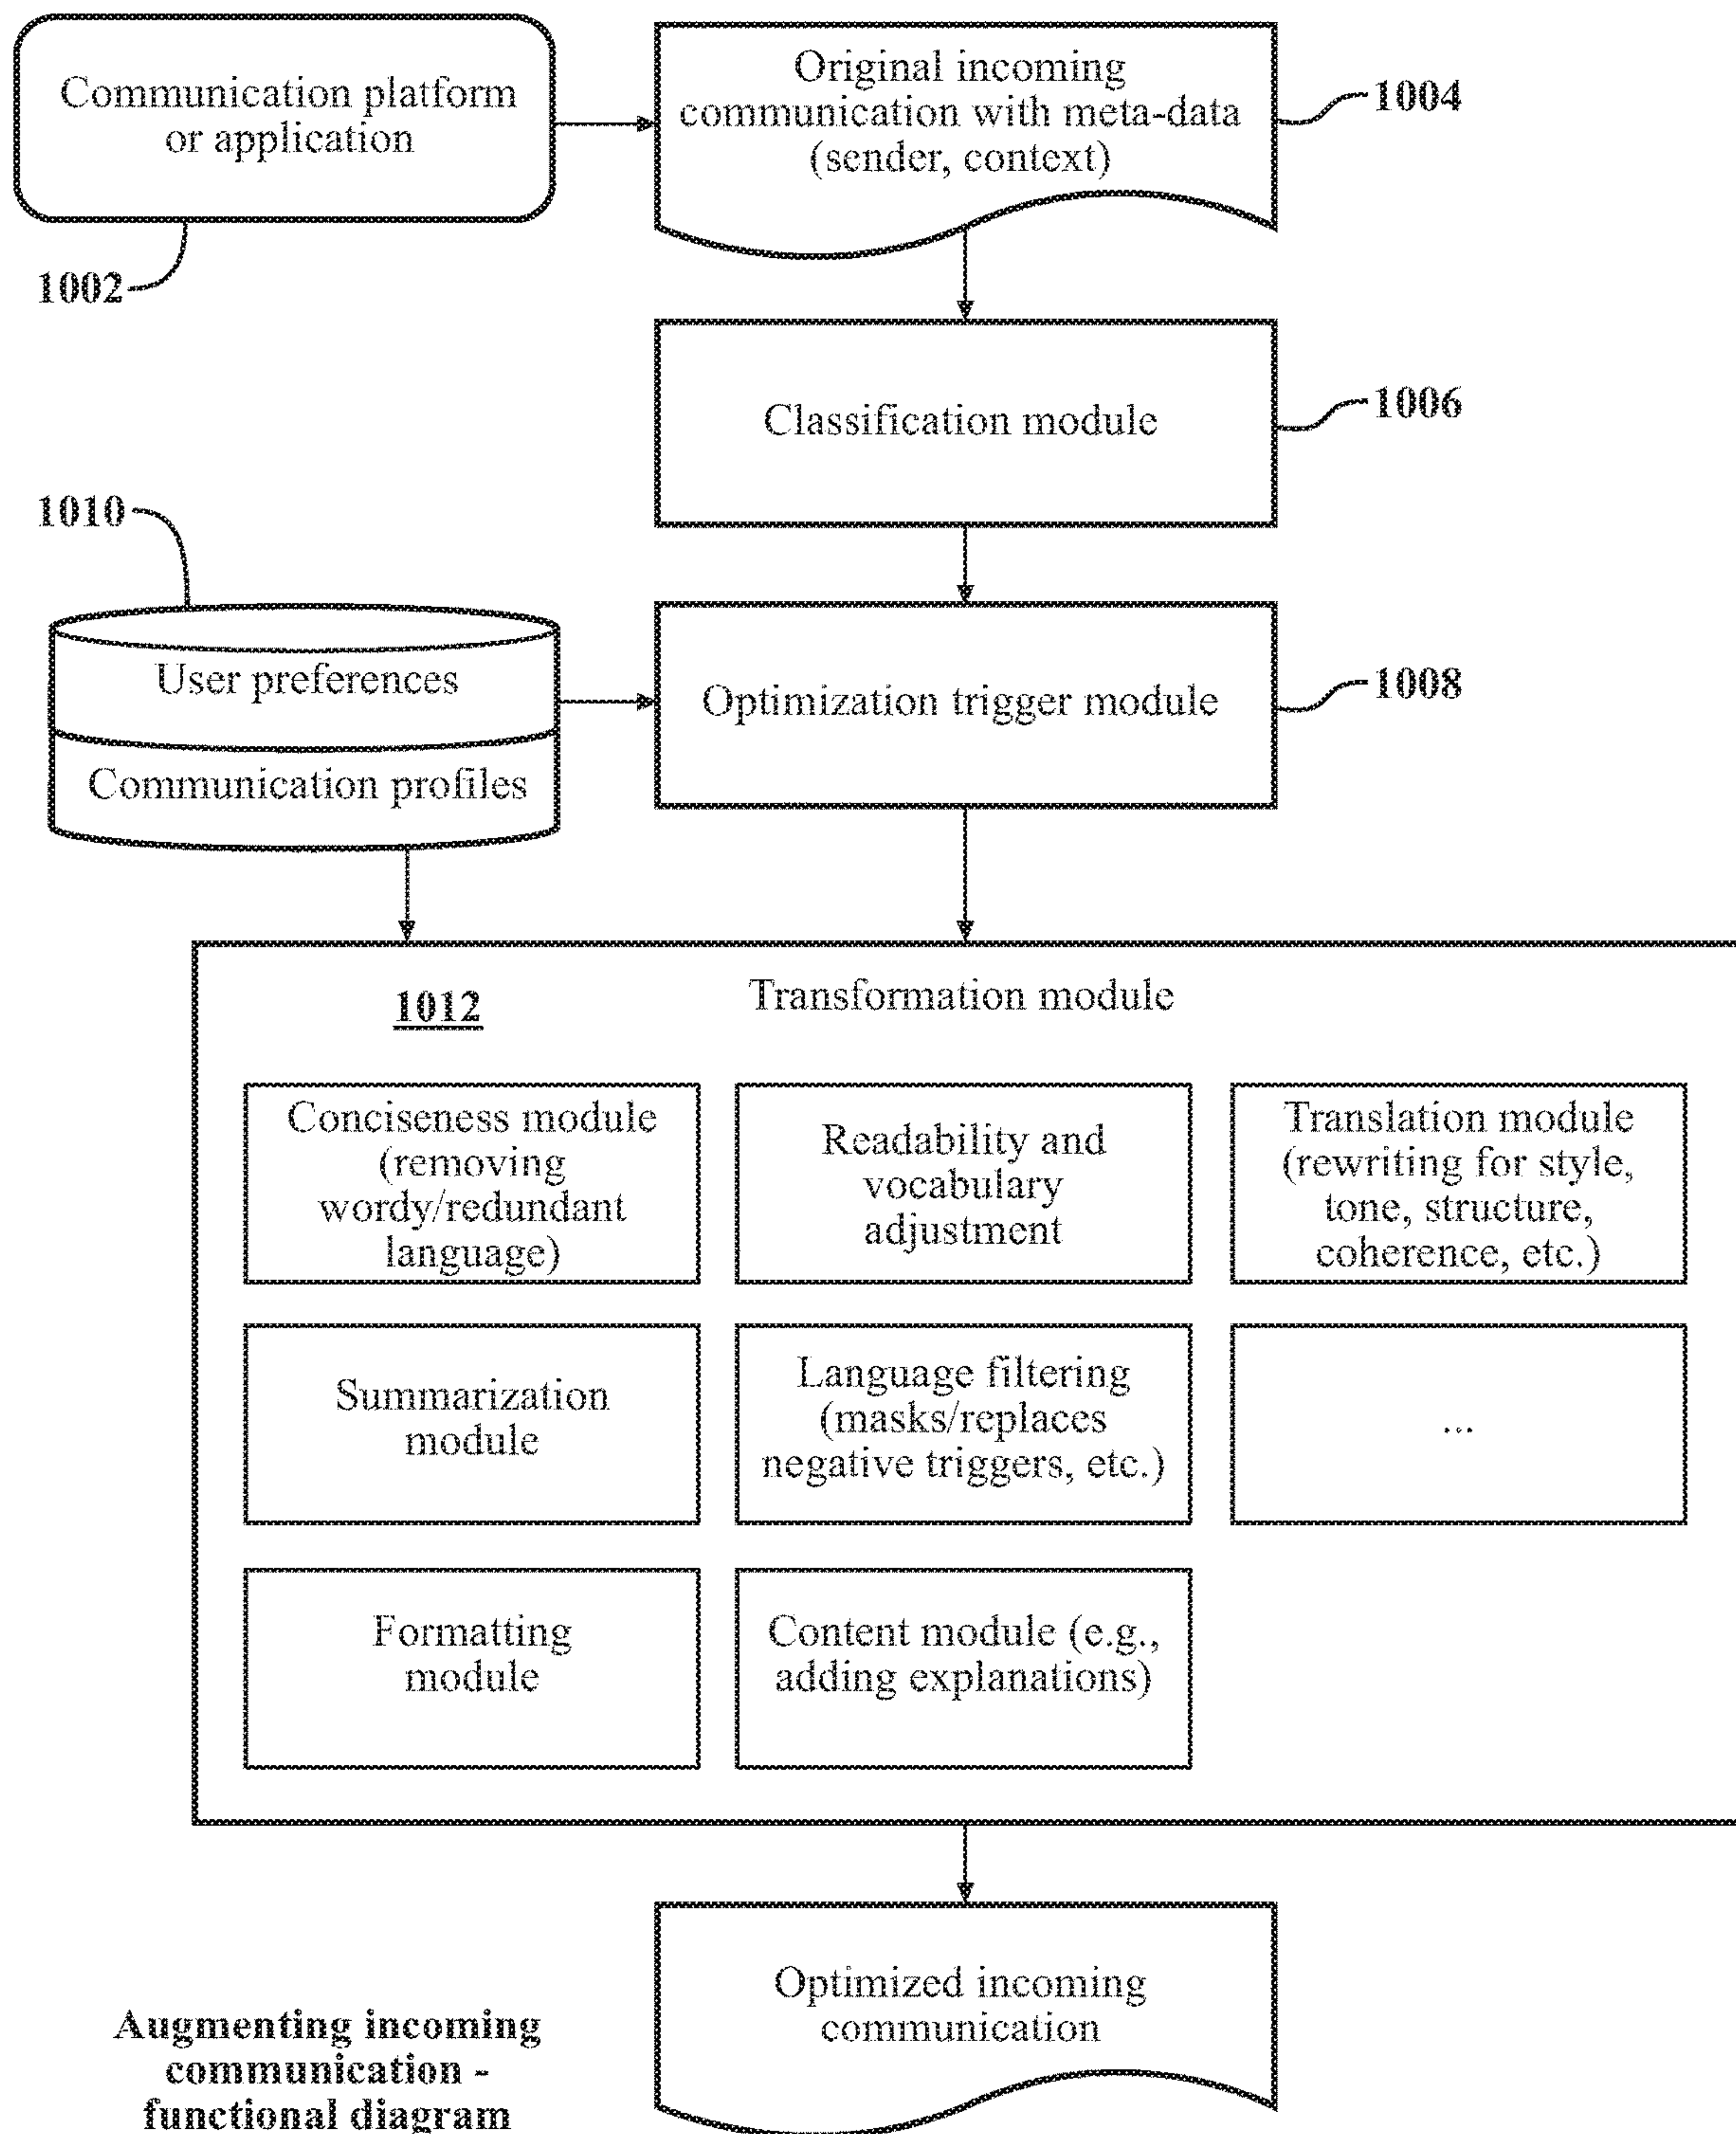 Communication platform
or application
1002
Original incoming
communication with meta-data
(sender, context)
1004
Classification module
1006
1010
User preferences
Communication profiles
Optimization trigger module
1008
1012
Transformation module
Conciseness module
(removing
wordy/redundant
language)
Readability and
vocabulary
adjustment
Translation module
(rewriting for style,
tone, structure,
coherence, etc.)
Summarization
module
Language filtering
(masks/replaces
negative triggers, etc.)
...
Formatting
module
Content module (e.g.,
adding explanations)
Optimized incoming
communication
Augmenting incoming
communication -
functional diagram